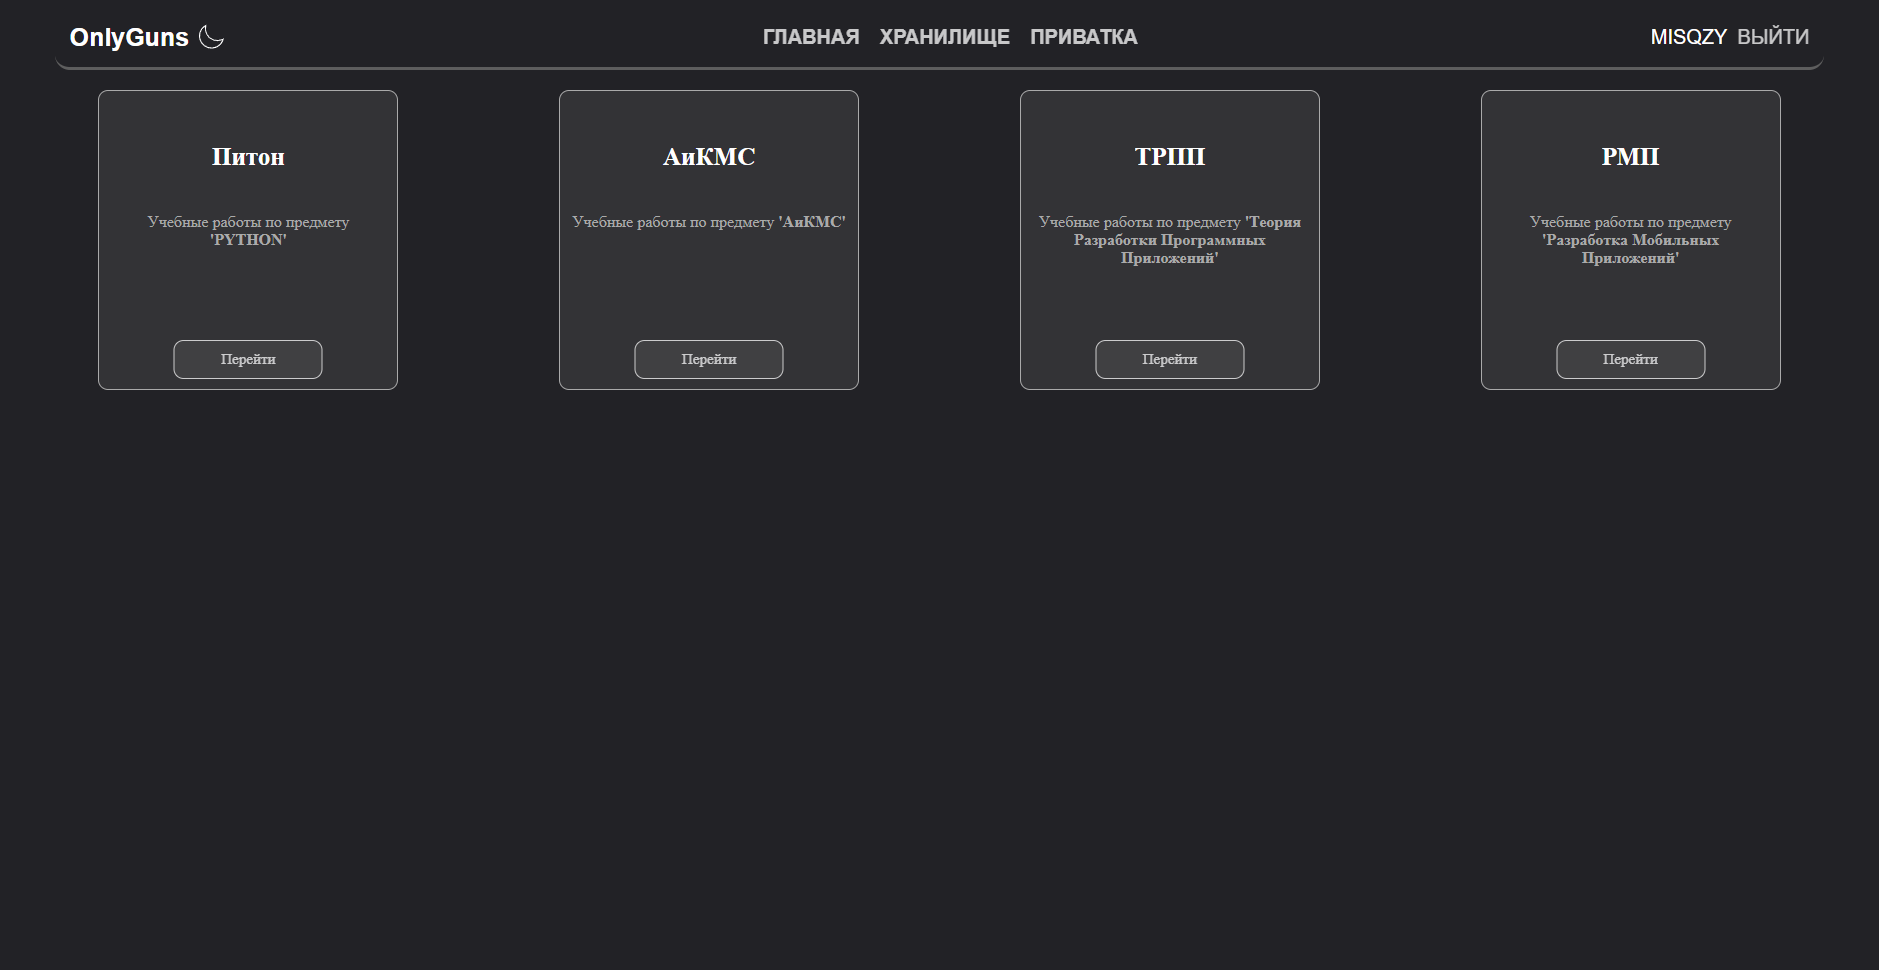 OnlyGuns
ГЛАВНАЯ ХРАНИЛИЩЕ ПРИВАТКА
MISQZY ВЫЙТИ
Питон
Учебные работы по предмету
'PYTHON'
Перейти
АиКМС
Учебные работы по предмету 'АиКМС'
Перейти
ТРПП
Учебные работы по предмету 'Теория
Разработки Программных
Приложений'
Перейти
РМП
Учебные работы по предмету
'Разработка Мобильных
Приложений'
Перейти